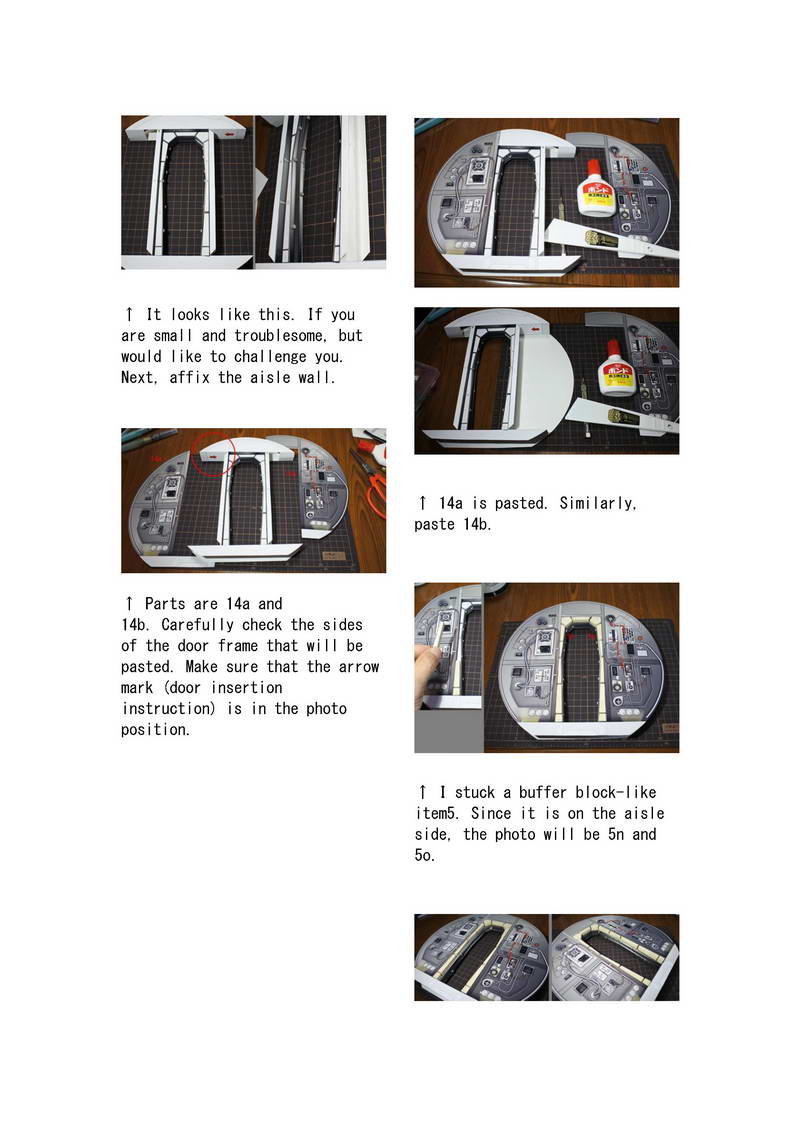 ↑ It looks like this. If you
are small and troublesome, but
would like to challenge you.
Next, affix the aisle wall.
↑ Parts are 14a and
14b. Carefully check the sides
of the door frame that will be
pasted. Make sure that the arrow
mark (door insertion
instruction) is in the photo
position.
ボンド
ボンド
↑ 14a is pasted. Similarly,
paste 14b.
↑ I stuck a buffer block-like
item5. Since it is on the aisle
side, the photo will be 5n and
5o.